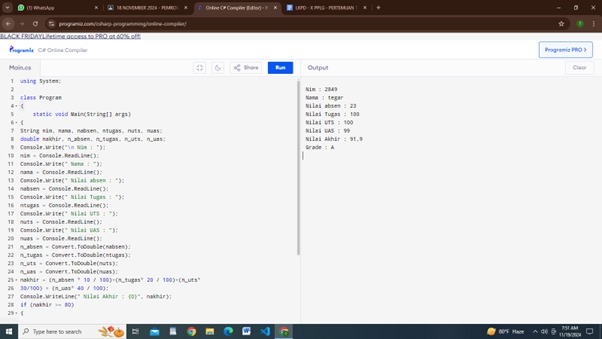 (1) WhatsApp
18 NOVEMBER 2024 - PEMRO
Online C# Compiler (Editor) - X
LKPD - X PPLG - PERTEMUAN
programiz.com/csharp-programming/online-compiler/
BLACK FRIDAY Lifetime access to PRO at 60% off!
Programiz C# Online Compiler
Programiz PRO >
Main.cs
Share
Run
Output
Clear
1 using System;
2
3 class Program
4 {
5 static void Main(String[] args)
6 {
7 String nim, nama, nabsen, ntugas, nuts, nuas;
8 double nakhir, n_absen, n_tugas, n_uts, n_uas;
9 Console.Write("\n Nim : ");
10 nim = Console.ReadLine();
11 Console.Write(" Nama : ");
12 nama = Console.ReadLine();
13 Console.Write(" Nilai absen : ");
14 nabsen = Console.ReadLine();
15 Console.Write(" Nilai Tugas : ");
16 ntugas = Console.ReadLine();
17 Console.Write(" Nilai UTS : ");
18 nuts = Console.ReadLine();
19 Console.Write(" Nilai UAS : ");
20 nuas = Console.ReadLine();
21 n_absen = Convert.ToDouble(nabsen);
22 n_tugas = Convert.ToDouble(ntugas);
23 n_uts = Convert.ToDouble(nuts);
24 n_uas = Convert.ToDouble(nuas);
25 nakhir = (n_absen * 10 / 100)+(n_tugas* 20 / 100)+(n_uts*
26 30/100) + (n_uas* 40 / 100);
27 Console.WriteLine(" Nilai Akhir : {0}", nakhir);
28 if (nakhir >= 80)
29 {
Nim : 2849
Nama : tegar
Nilai absen : 23
Nilai Tugas : 100
Nilai UTS : 100
Nilai UAS : 99
Nilai Akhir : 91.9
Grade : A
Type here to search
80°F Haze
7:51 AM
11/19/2024